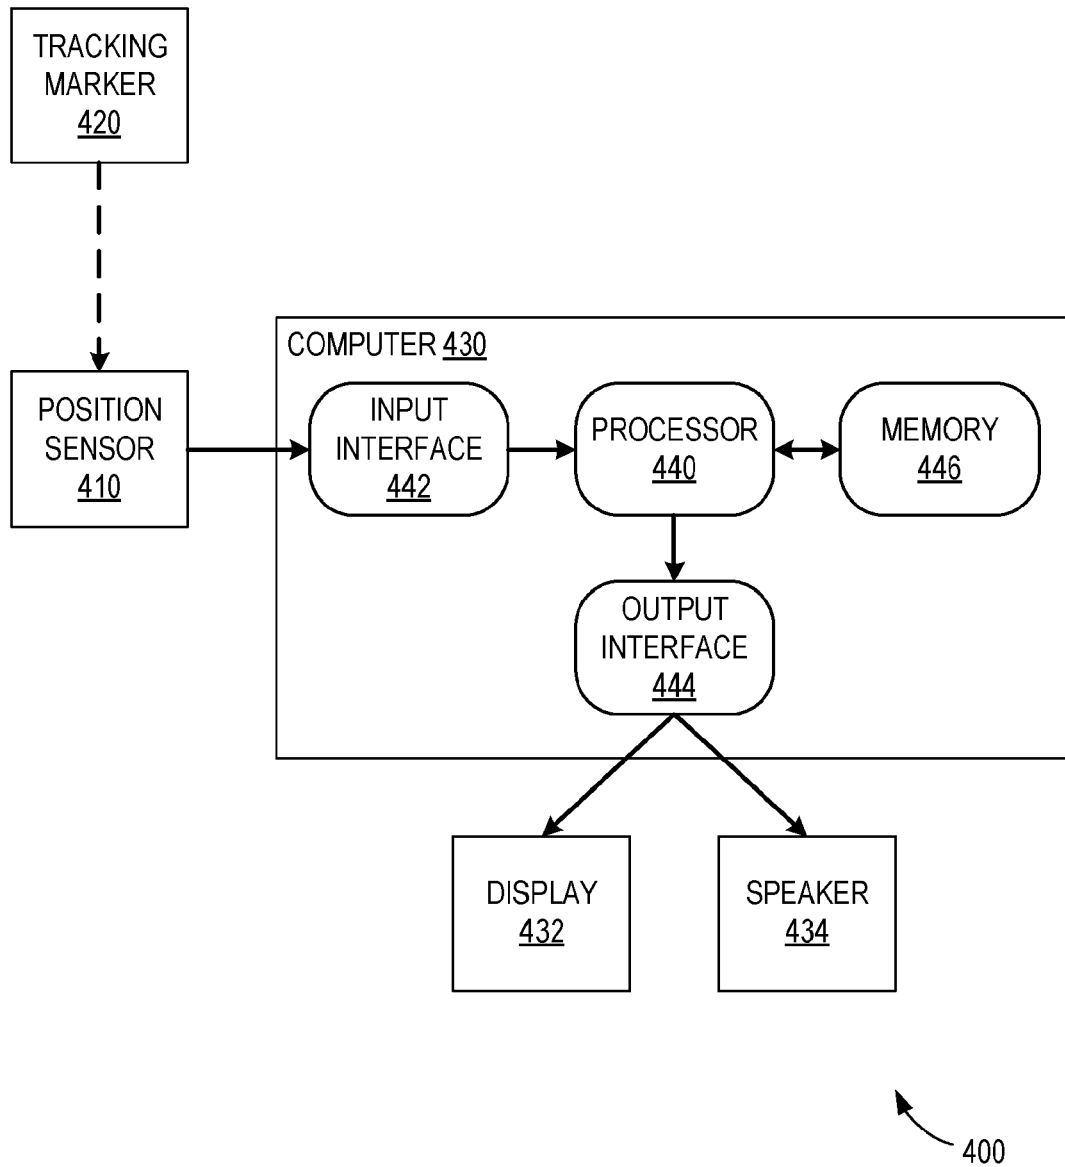 TRACKING
MARKER
420
COMPUTER 430
POSITION
SENSOR
410
INPUT
INTERFACE
442
PROCESSOR
440
MEMORY
446
OUTPUT
INTERFACE
444
DISPLAY
432
SPEAKER
434
400